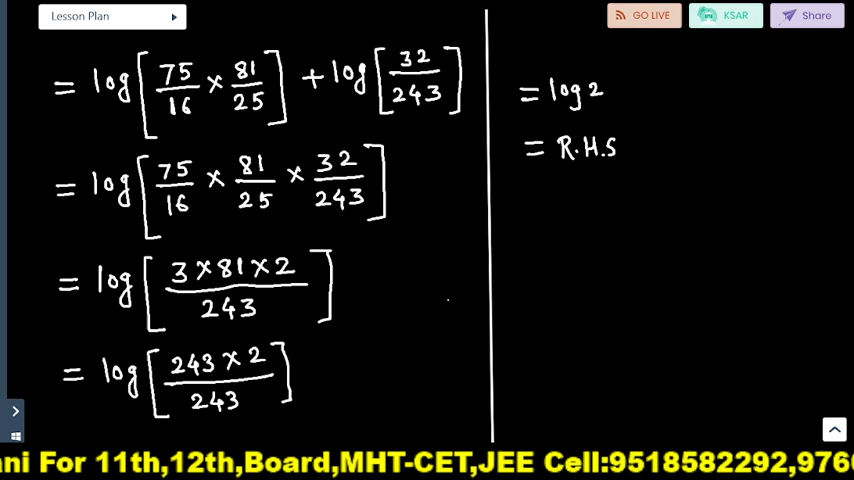 Lesson Plan
GO LIVE
KSAR
Share
= log[75/16 × 81/25] + log[32/243]
= log[75/16 × 81/25 × 32/243]
= log[3×81×2/243]
= log[243×2/243]
= log 2
= R.H.S
ni For 11th,12th,Board,MHT-CET,JEE Cell:9518582292,976